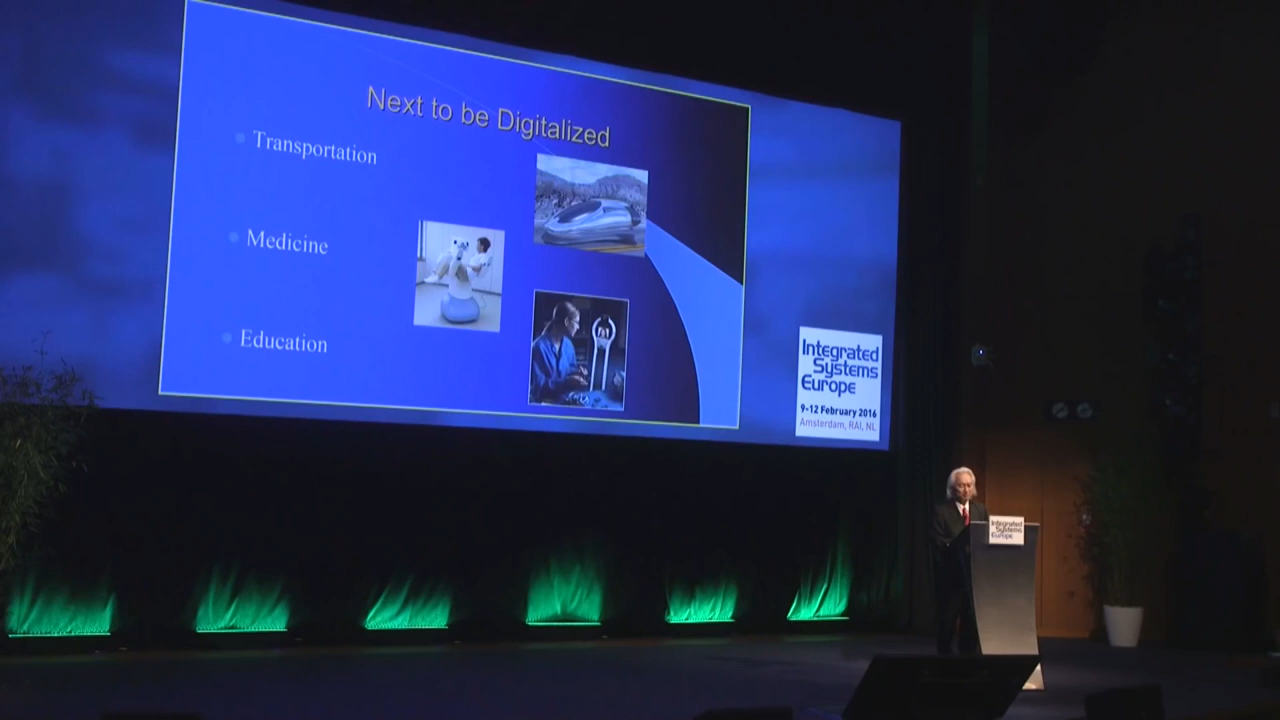 Next to be Digitalized
Transportation
Medicine
Education
Integrated
Systems
Europe
9-12 February 2016
Amsterdam, RAI, NL
Integrated
Systems
Europe